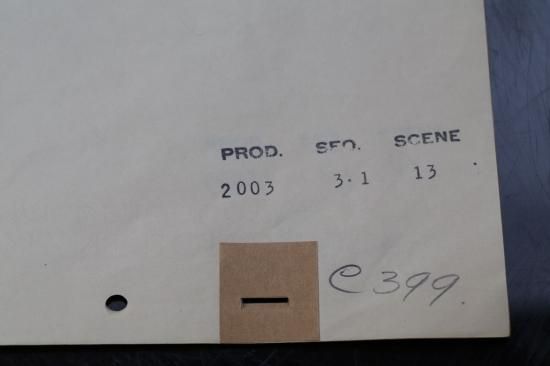 PROD. SEQ. SCENE
2003 3.1 13
C399.